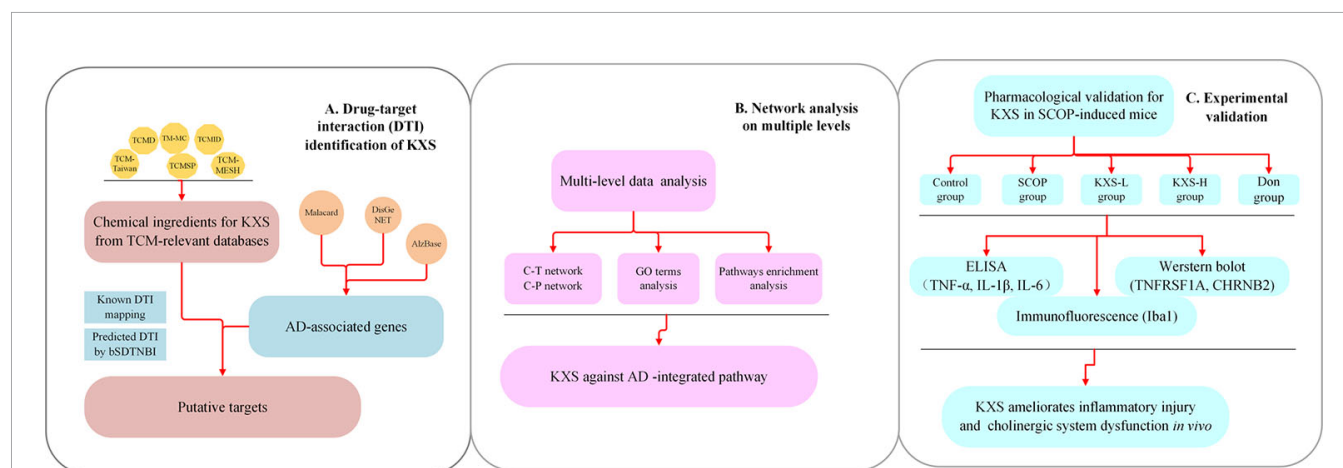 A. Drug-target
interaction (DTI)
identification of KXS
TCMD
TM-MC
TCMID
TCM-
Taiwan
TCMSP
TCM-
MESH
Chemical ingredients for KXS
from TCM-relevant databases
Malacard
DisGe
NET
AlzBase
Known DTI
mapping
Predicted DTI
by bSDTNBI
AD-associated genes
Putative targets
B. Network analysis
on multiple levels
Multi-level data analysis
C-T network
C-P network
GO terms
analysis
Pathways enrichment
analysis
KXS against AD -integrated pathway
C. Experimental
validation
Pharmacological validation for
KXS in SCOP-induced mice
Control
group
SCOP
group
KXS-L
group
KXS-H
group
Don
group
ELISA
(TNF-α, IL-1β, IL-6)
Werstern bolot
(TNFRSF1A, CHRNB2)
Immunofluorescence (Iba1)
KXS ameliorates inflammatory injury
and cholinergic system dysfunction in vivo